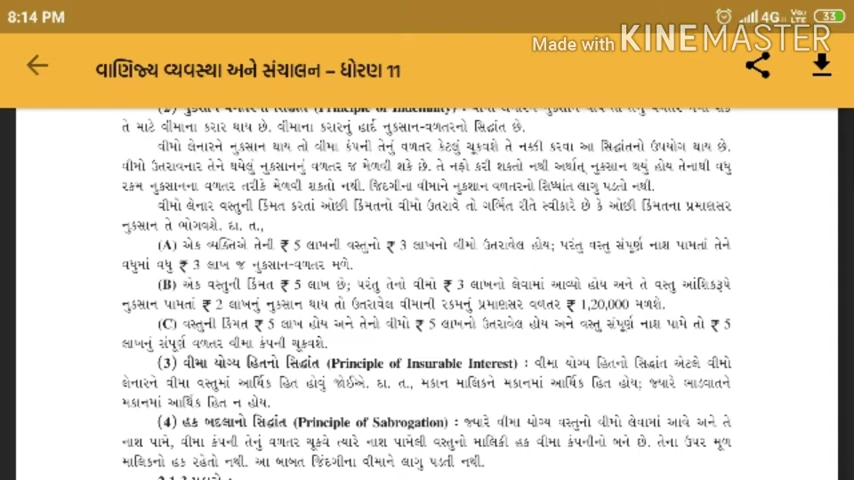 8:14 PM
4G
Vo) LTE
33
Made with KINEMASTER
વાણિજ્ય વ્યવસ્થા અને સંચાલન – ધોરણ 11
(Principle of Indemnity) :
તે માટે વીમાના કરાર થાય છે. વીમાના કરારનું હાર્દ નુકસાન-વળતરનો સિદ્ધાંત છે.
વીમો લેનારને નુકસાન થાય તો વીમા કંપની તેનું વળતર કેટલું ચૂકવશે તે નક્કી કરવા આ સિદ્ધાંતનો ઉપયોગ થાય છે.
વીમો ઉતરાવનાર તેને થયેલું નુકસાનનું વળતર જ મેળવી શકે છે. તે નફો કરી શકતો નથી અર્થાત્ નુક્સાન થયું હોય તેનાથી વધુ
રકમ નુકસાનના વળતર તરીકે મેળવી શકતો નથી. જિંદગીના વીમાને નુકશાન વળતરનો સિધ્ધાંત લાગુ પડતો નથી.
વીમો લેનાર વસ્તુની કિંમત કરતાં ઓછી કિંમતનો વીમો ઉતરાવે તો ગર્ભિત રીતે સ્વીકારે છે કે ઓછી કિંમતના પ્રમાણસર
નુકસાન તે ભોગવશે. દા. ત.,
(A) એક વ્યક્તિએ તેની ₹ 5 લાખની વસ્તુનો ₹ 3 લાખનો વીમો ઉતરાવેલ હોય; પરંતુ વસ્તુ સંપૂર્ણ નાશ પામતાં તેને
વધુમાં વધુ ₹ 3 લાખ જ નુકસાન-વળતર મળે.
(B) એક વસ્તુની કિંમત ₹ 5 લાખ છે; પરંતુ તેનો વીમો ₹ 3 લાખનો લેવામાં આવ્યો હોય અને તે વસ્તુ આંશિકરૂપે
નુકસાન પામતાં ₹ 2 લાખનું નુકસાન થાય તો ઉતરાવેલ વીમાની રકમનું પ્રમાણસર વળતર ₹ 1,20,000 મળશે.
(C) વસ્તુની કિંમત ₹ 5 લાખ હોય અને તેનો વીમો ₹ 5 લાખનો ઉતરાવેલ હોય અને વસ્તુ સંપૂર્ણ નાશ પામે તો ₹ 5
લાખનું સંપૂર્ણ વળતર વીમા કંપની ચૂકવશે.
(3) વીમા યોગ્ય હિતનો સિદ્ધાંત (Principle of Insurable Interest) : વીમા યોગ્ય હિતનો સિદ્ધાંત એટલે વીમો
લેનારને વીમા વસ્તુમાં આર્થિક હિત હોવું જોઈએ. દા. ત., મકાન માલિકને મકાનમાં આર્થિક હિત હોય; જ્યારે ભાડવાતને
મકાનમાં આર્થિક હિત ન હોય.
(4) હક બદલાનો સિદ્ધાંત (Principle of Sabrogation) : જ્યારે વીમા યોગ્ય વસ્તુનો વીમો લેવામાં આવે અને તે
નાશ પામે, વીમા કંપની તેનું વળતર ચૂકવે ત્યારે નાશ પામેલી વસ્તુનો માલિકી હક વીમા કંપનીનો બને છે. તેના ઉપર મૂળ
માલિકનો હક રહેતો નથી. આ બાબત જિંદગીના વીમાને લાગુ પડતી નથી.